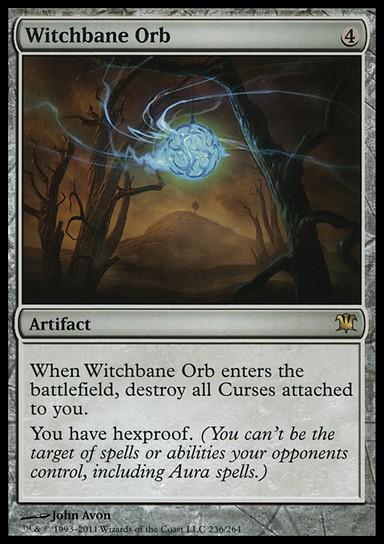 Witchbane Orb 4
Artifact
When Witchbane Orb enters the
battlefield, destroy all Curses attached
to you.
You have hexproof. (You can't be the
target of spells or abilities your opponents
control, including Aura spells.)
John Avon
™ & © 1993-2011 Wizards of the Coast LLC 236/264